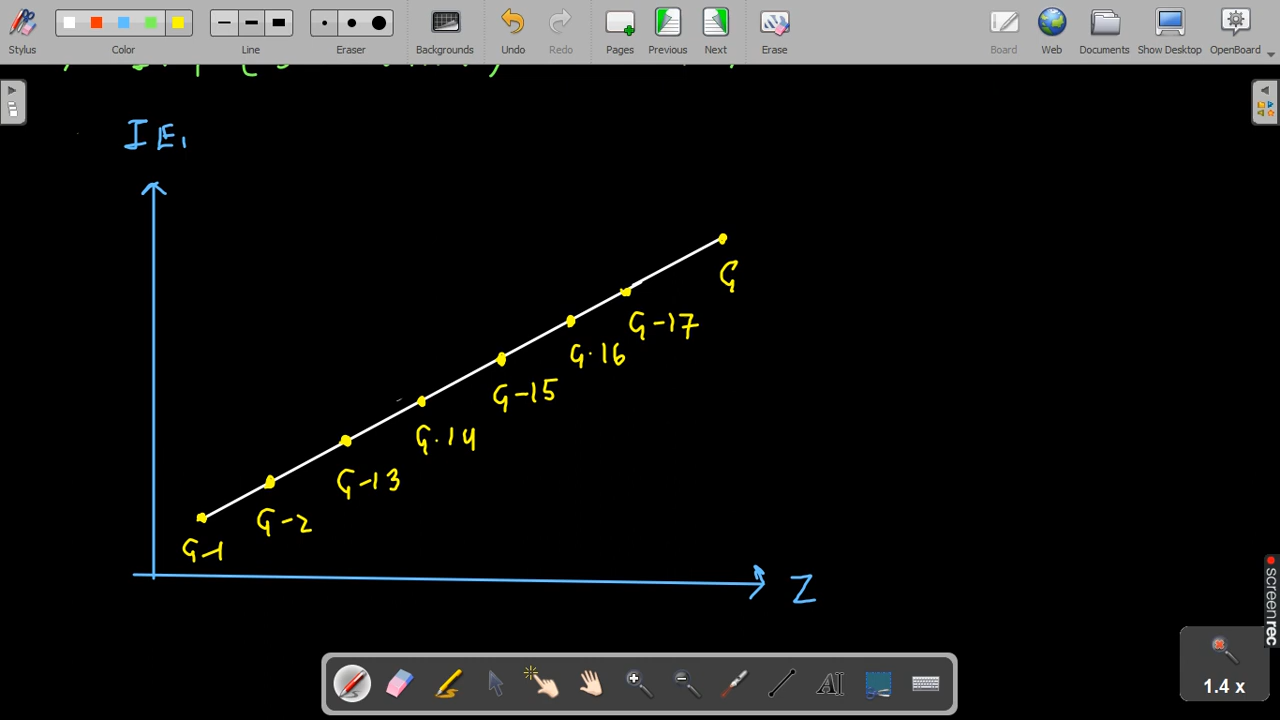 Stylus
Color
Line
Eraser
Backgrounds
Undo
Redo
Pages
Previous
Next
Erase
Board
Web
Documents
Show Desktop
OpenBoard
IE₁
G
G-17
G-16
G-15
G-14
G-13
G-2
G-1
Z
screenrec
1.4 x